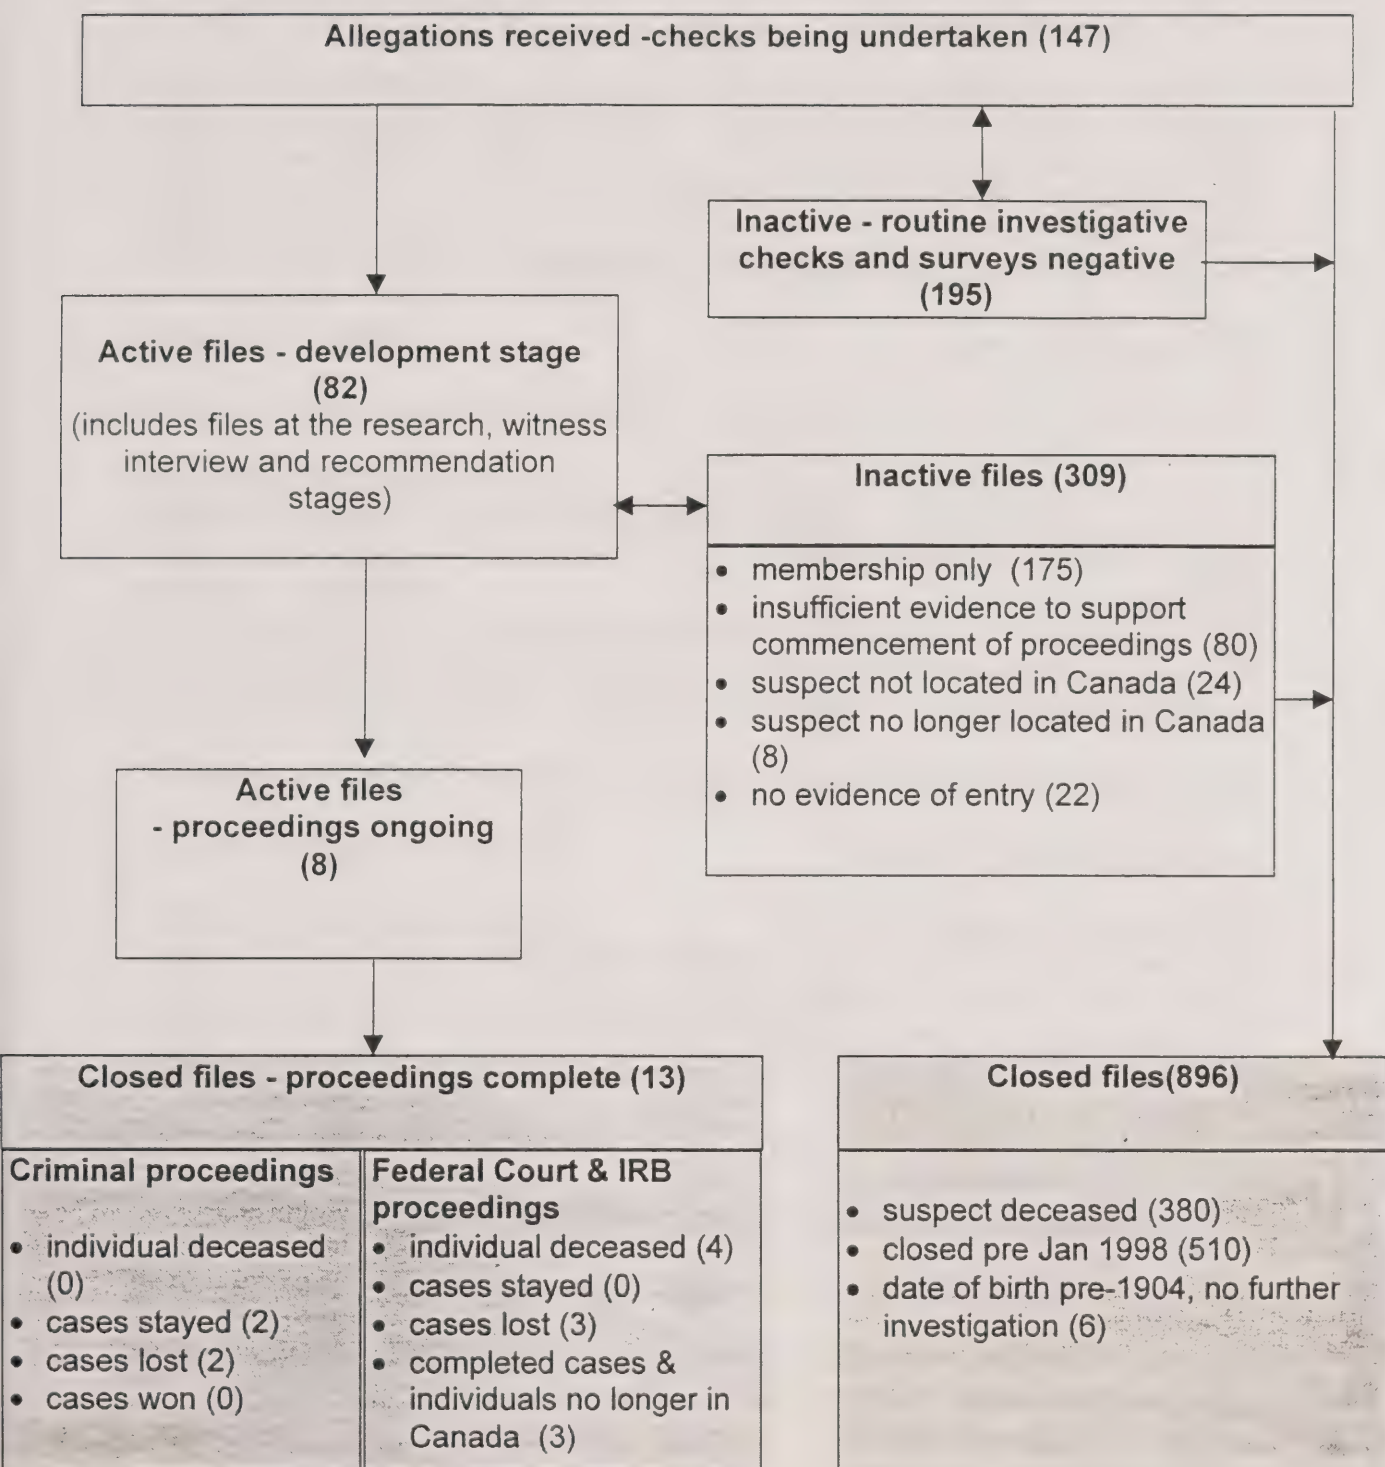 Allegations received -checks being undertaken (147)
Inactive - routine investigative
checks and surveys negative
(195)
Active files - development stage
(82)
(includes files at the research, witness
interview and recommendation
stages)
Inactive files (309)
• membership only (175)
• insufficient evidence to support
commencement of proceedings (80)
• suspect not located in Canada (24)
• suspect no longer located in Canada
(8)
• no evidence of entry (22)
Active files
- proceedings ongoing
(8)
Closed files - proceedings complete (13)
Criminal proceedings
• individual deceased
(0)
• cases stayed (2)
• cases lost (2)
• cases won (0)
Federal Court & IRB
proceedings
• individual deceased (4)
• cases stayed (0)
• cases lost (3)
• completed cases &
individuals no longer in
Canada (3)
Closed files(896)
• suspect deceased (380)
• closed pre Jan 1998 (510)
• date of birth pre-1904, no further
investigation (6)